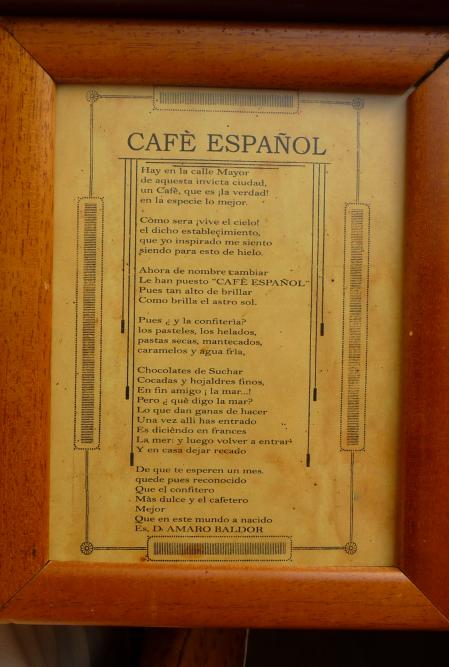 CAFÈ ESPAÑOL
Hay en la calle Mayor
de aquesta invicta ciudad,
un Cafè, que es ¡la verdad!
en la especie lo mejor.
Còmo sera ¡vive el cielo!
el dicho establecimiento,
que yo inspirado me siento
siendo para esto de hielo.
Ahora de nombre cambiar
Le han puesto "CAFÈ ESPAÑOL"
Pues tan alto de brillar
Como brilla el astro sol.
Pues ¿ y la confiterìa?
los pasteles, los helados,
pastas secas, mantecados,
caramelos y agua frìa,
Chocolates de Suchar
Cocadas y hojaldres finos,
En fin amigo ¡ la mar...!
Pero ¿ què digo la mar?
Lo que dan ganas de hacer
Una vez alli has entrado
Es dicièndo en frances
La mer: y luego volver a entrar
Y en casa dejar recado
De que te esperen un mes.
quede pues reconocido
Que el confitero
Màs dulce y el cafetero
Mejor
Que en este mundo a nacido
Es, D. AMARO BALDOR